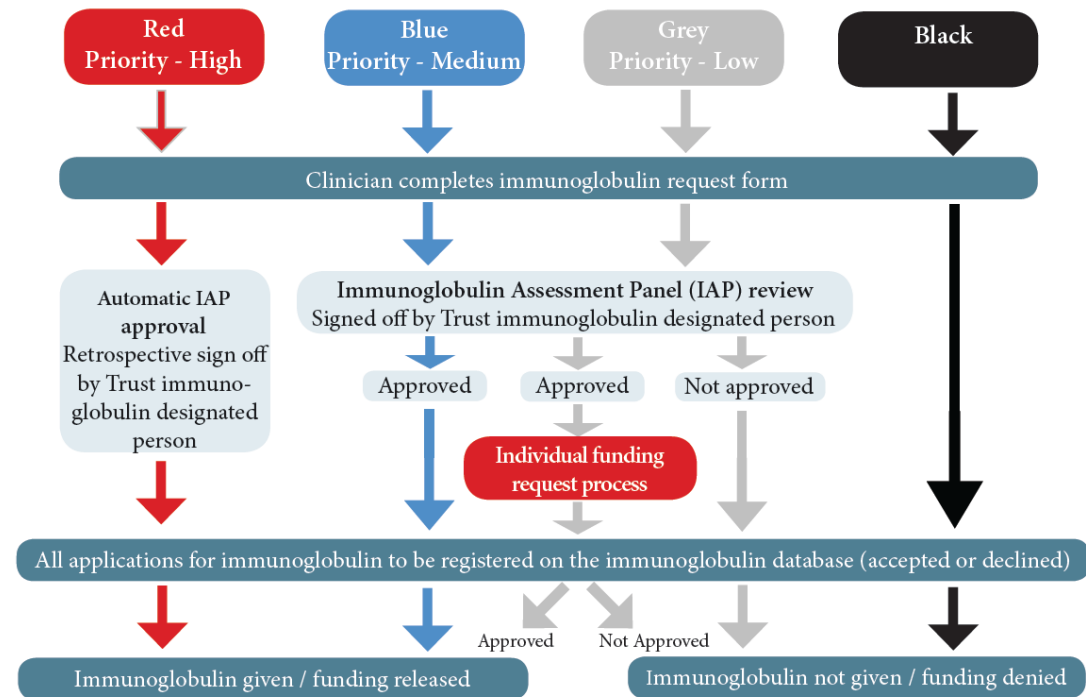 Red
Priority - High
Blue
Priority - Medium
Grey
Priority - Low
Black
Clinician completes immunoglobulin request form
Automatic IAP
approval
Retrospective sign off
by Trust immuno-
globulin designated
person
Immunoglobulin Assessment Panel (IAP) review
Signed off by Trust immunoglobulin designated person
Approved
Approved
Not approved
Individual funding
request process
All applications for immunoglobulin to be registered on the immunoglobulin database (accepted or declined)
Approved
Not Approved
Immunoglobulin given / funding released
Immunoglobulin not given / funding denied